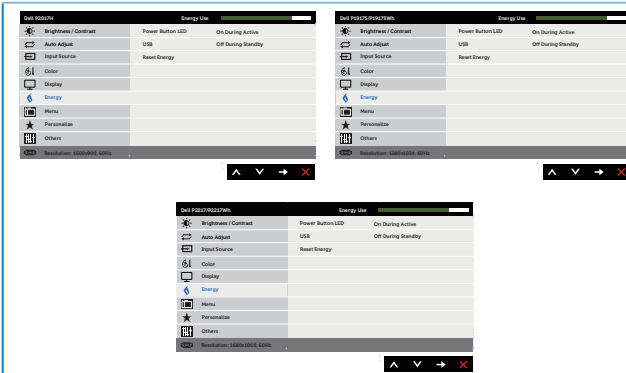 Dell P2017H Energy Use
Brightness / Contrast Power Button LED On During Active
Auto Adjust USB Off During Standby
Input Source Reset Energy
Color
Display
Energy
Menu
Personalize
Others
Resolution: 1600x900, 60Hz
Dell P1917S/P1917SWh Energy Use
Brightness / Contrast Power Button LED On During Active
Auto Adjust USB Off During Standby
Input Source Reset Energy
Color
Display
Energy
Menu
Personalize
Others
Resolution: 1280x1024, 60Hz
Dell P2217/P2217Wh Energy Use
Brightness / Contrast Power Button LED On During Active
Auto Adjust USB Off During Standby
Input Source Reset Energy
Color
Display
Energy
Menu
Personalize
Others
Resolution: 1680x1050, 60Hz